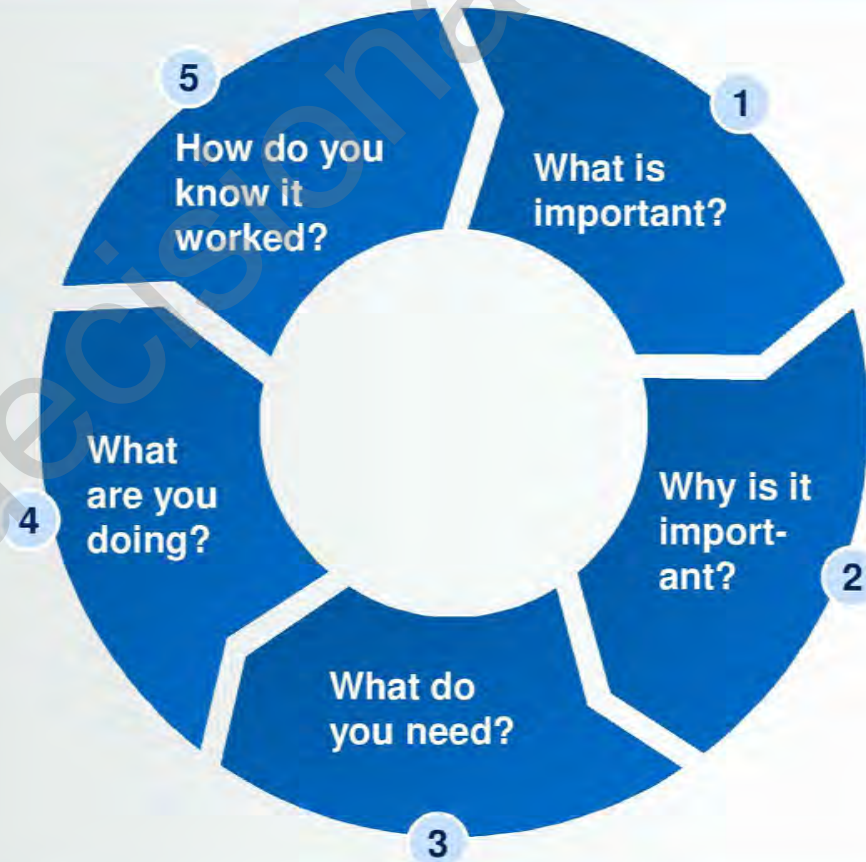 1
What is
important?
2
Why is it
import-
ant?
3
What do
you need?
4
What
are you
doing?
5
How do you
know it
worked?